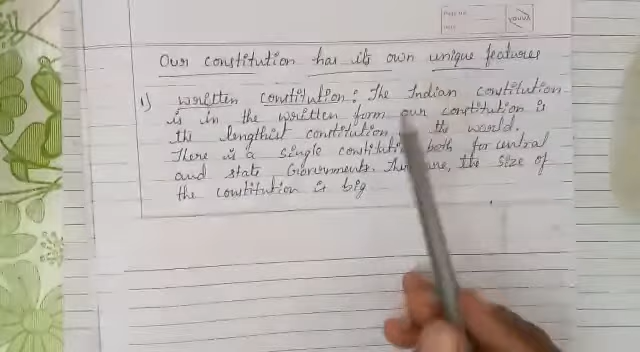 Our constitution has its own unique features
1) written constitution: The Indian constitution
is in the written form our constitution is
the lengthist constitution the world.
There is a single constitution both for central
and state Governments. the size of
the constitution is big
YOUVA